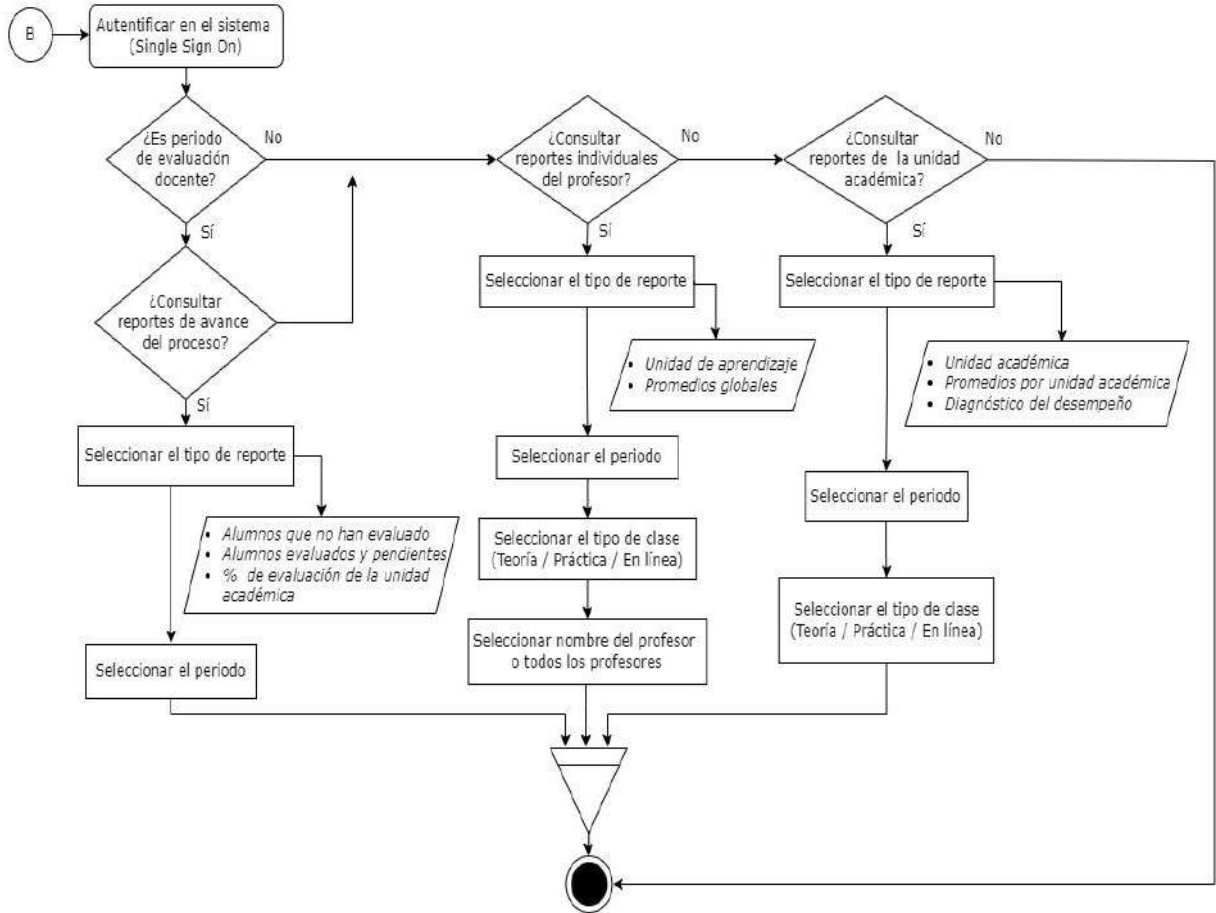 B
Autentificar en el sistema
(Single Sign On)
¿Es periodo
de evaluación
docente?
No
Sí
¿Consultar
reportes de avance
del proceso?
Sí
Seleccionar el tipo de reporte
• Alumnos que no han evaluado
• Alumnos evaluados y pendientes
• % de evaluación de la unidad
académica
Seleccionar el periodo
¿Consultar
reportes individuales
del profesor?
No
Sí
Seleccionar el tipo de reporte
• Unidad de aprendizaje
• Promedios globales
Seleccionar el periodo
Seleccionar el tipo de clase
(Teoría / Práctica / En línea)
Seleccionar nombre del profesor
o todos los profesores
¿Consultar
reportes de la unidad
académica?
No
Sí
Seleccionar el tipo de reporte
• Unidad académica
• Promedios por unidad académica
• Diagnóstico del desempeño
Seleccionar el periodo
Seleccionar el tipo de clase
(Teoría / Práctica / En línea)